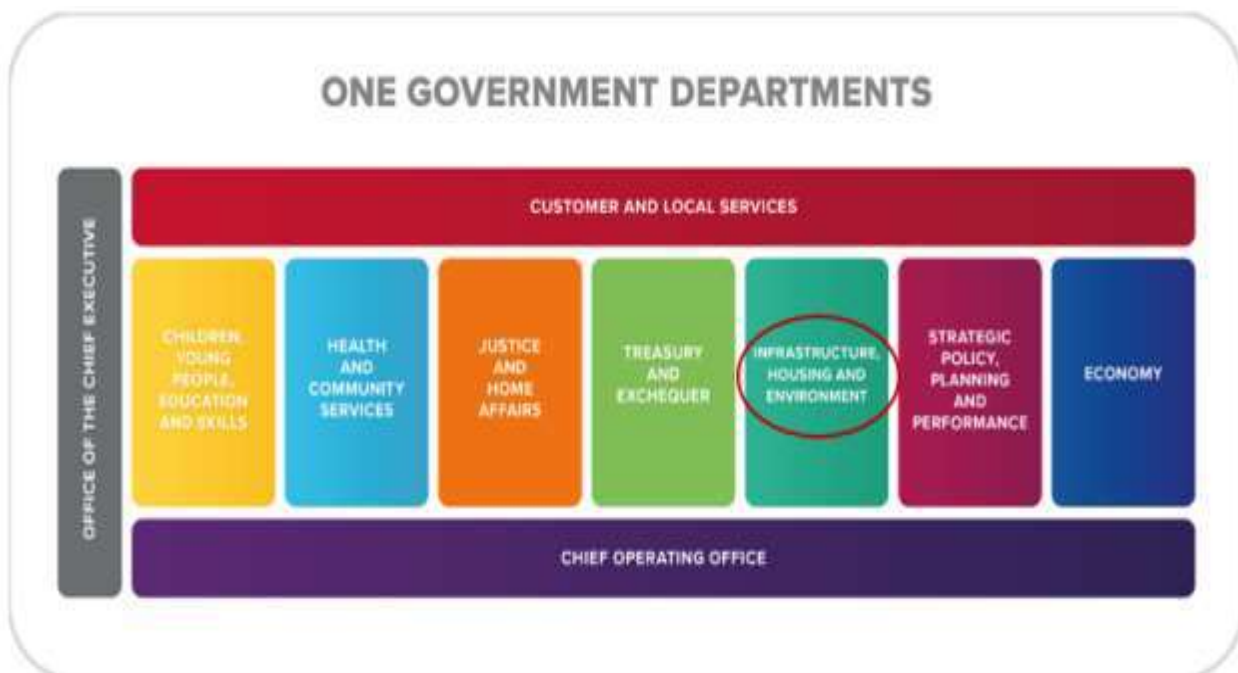 ONE GOVERNMENT DEPARTMENTS
OFFICE OF THE CHIEF EXECUTIVE
CUSTOMER AND LOCAL SERVICES
CHILDREN,
YOUNG
PEOPLE,
EDUCATION
AND SKILLS
HEALTH
AND
COMMUNITY
SERVICES
JUSTICE
AND
HOME
AFFAIRS
TREASURY
AND
EXCHEQUER
INFRASTRUCTURE,
HOUSING AND
ENVIRONMENT
STRATEGIC
POLICY,
PLANNING
AND
PERFORMANCE
ECONOMY
CHIEF OPERATING OFFICE